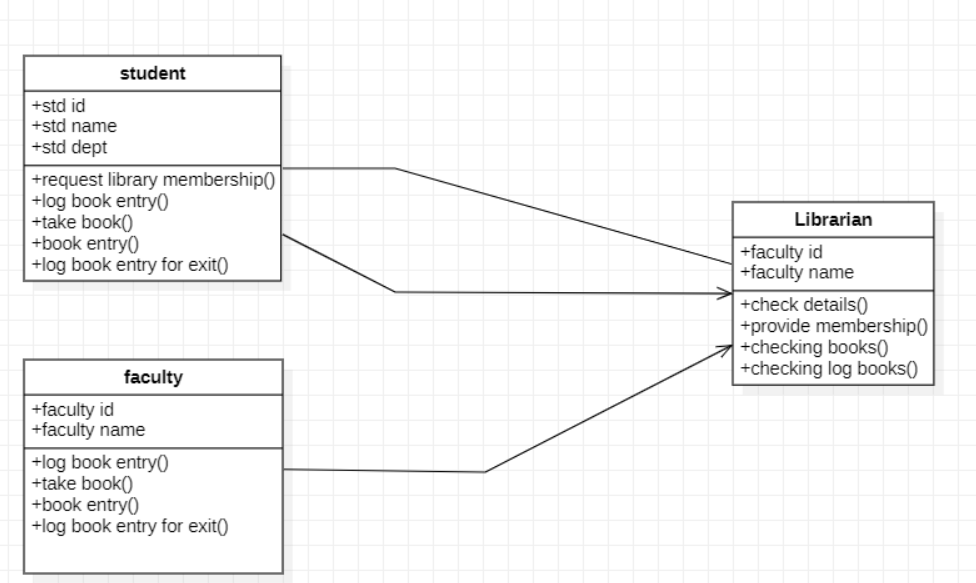 student
+std id
+std name
+std dept
+request library membership()
+log book entry()
+take book()
+book entry()
+log book entry for exit()
Librarian
+faculty id
+faculty name
+check details()
+provide membership()
+checking books()
+checking log books()
faculty
+faculty id
+faculty name
+log book entry()
+take book()
+book entry()
+log book entry for exit()